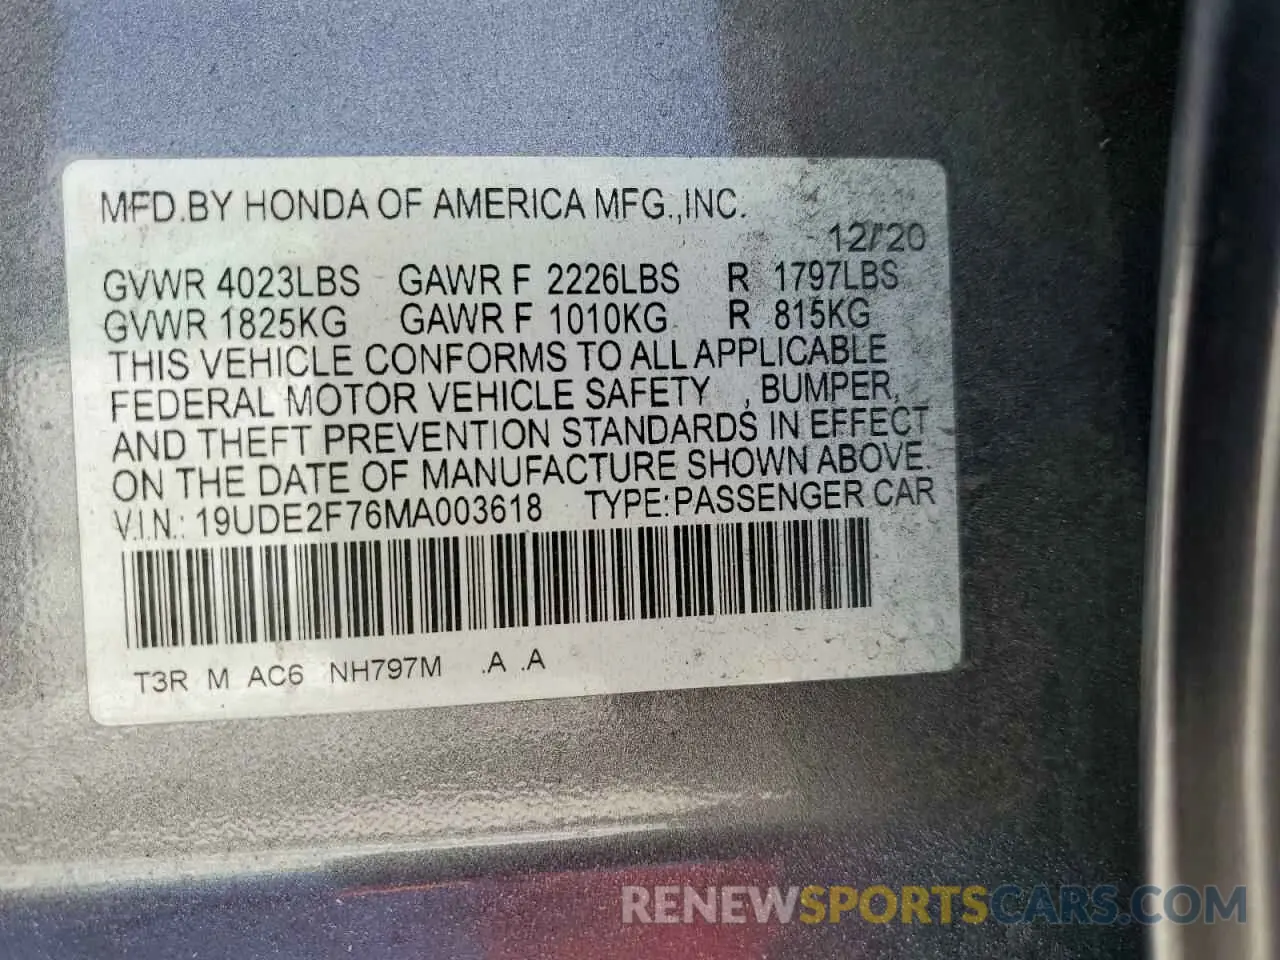 MFD.BY HONDA OF AMERICA MFG.,INC.
12/20
GVWR 4023LBS GAWR F 2226LBS R 1797LBS
GVWR 1825KG GAWR F 1010KG R 815KG
THIS VEHICLE CONFORMS TO ALL APPLICABLE
FEDERAL MOTOR VEHICLE SAFETY , BUMPER,
AND THEFT PREVENTION STANDARDS IN EFFECT
ON THE DATE OF MANUFACTURE SHOWN ABOVE.
V.I.N.: 19UDE2F76MA003618 TYPE:PASSENGER CAR
T3R M AC6 NH797M .A .A
RENEWSPORTSCARS.COM